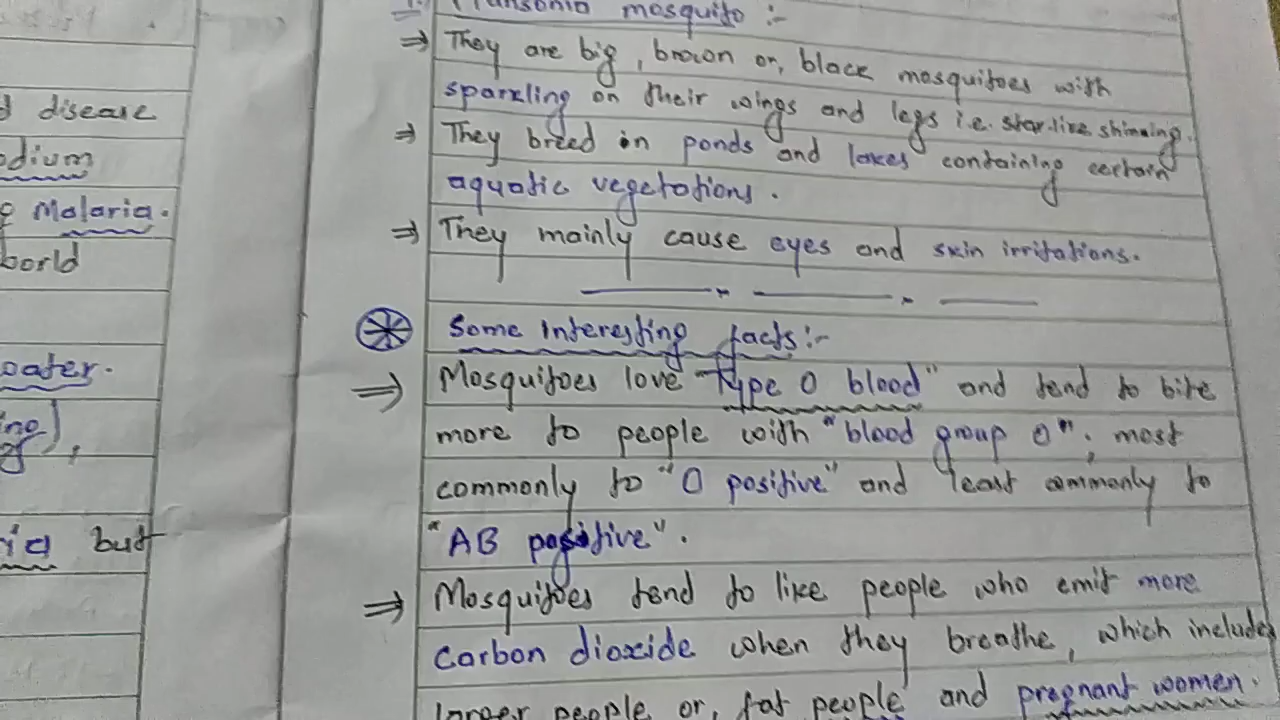 d disease
odium
Malaria.
world
water.
but
mosquito :-
⇒ They are big, brown or, black mosquitoes with
sparkling on their wings and legs i.e. star-like shinning.
⇒ They breed in ponds and lakes containing certain
aquatic vegetations.
⇒ They mainly cause eyes and skin irritations.
Some interesting facts:-
⇒ Mosquitoes love "Type O blood" and tend to bite
more to people with "blood group O", most
commonly to "O positive" and least commonly to
"AB positive".
⇒ Mosquitoes tend to like people who emit more
carbon dioxide when they breathe, which includes
larger people or, fat people and pregnant women.